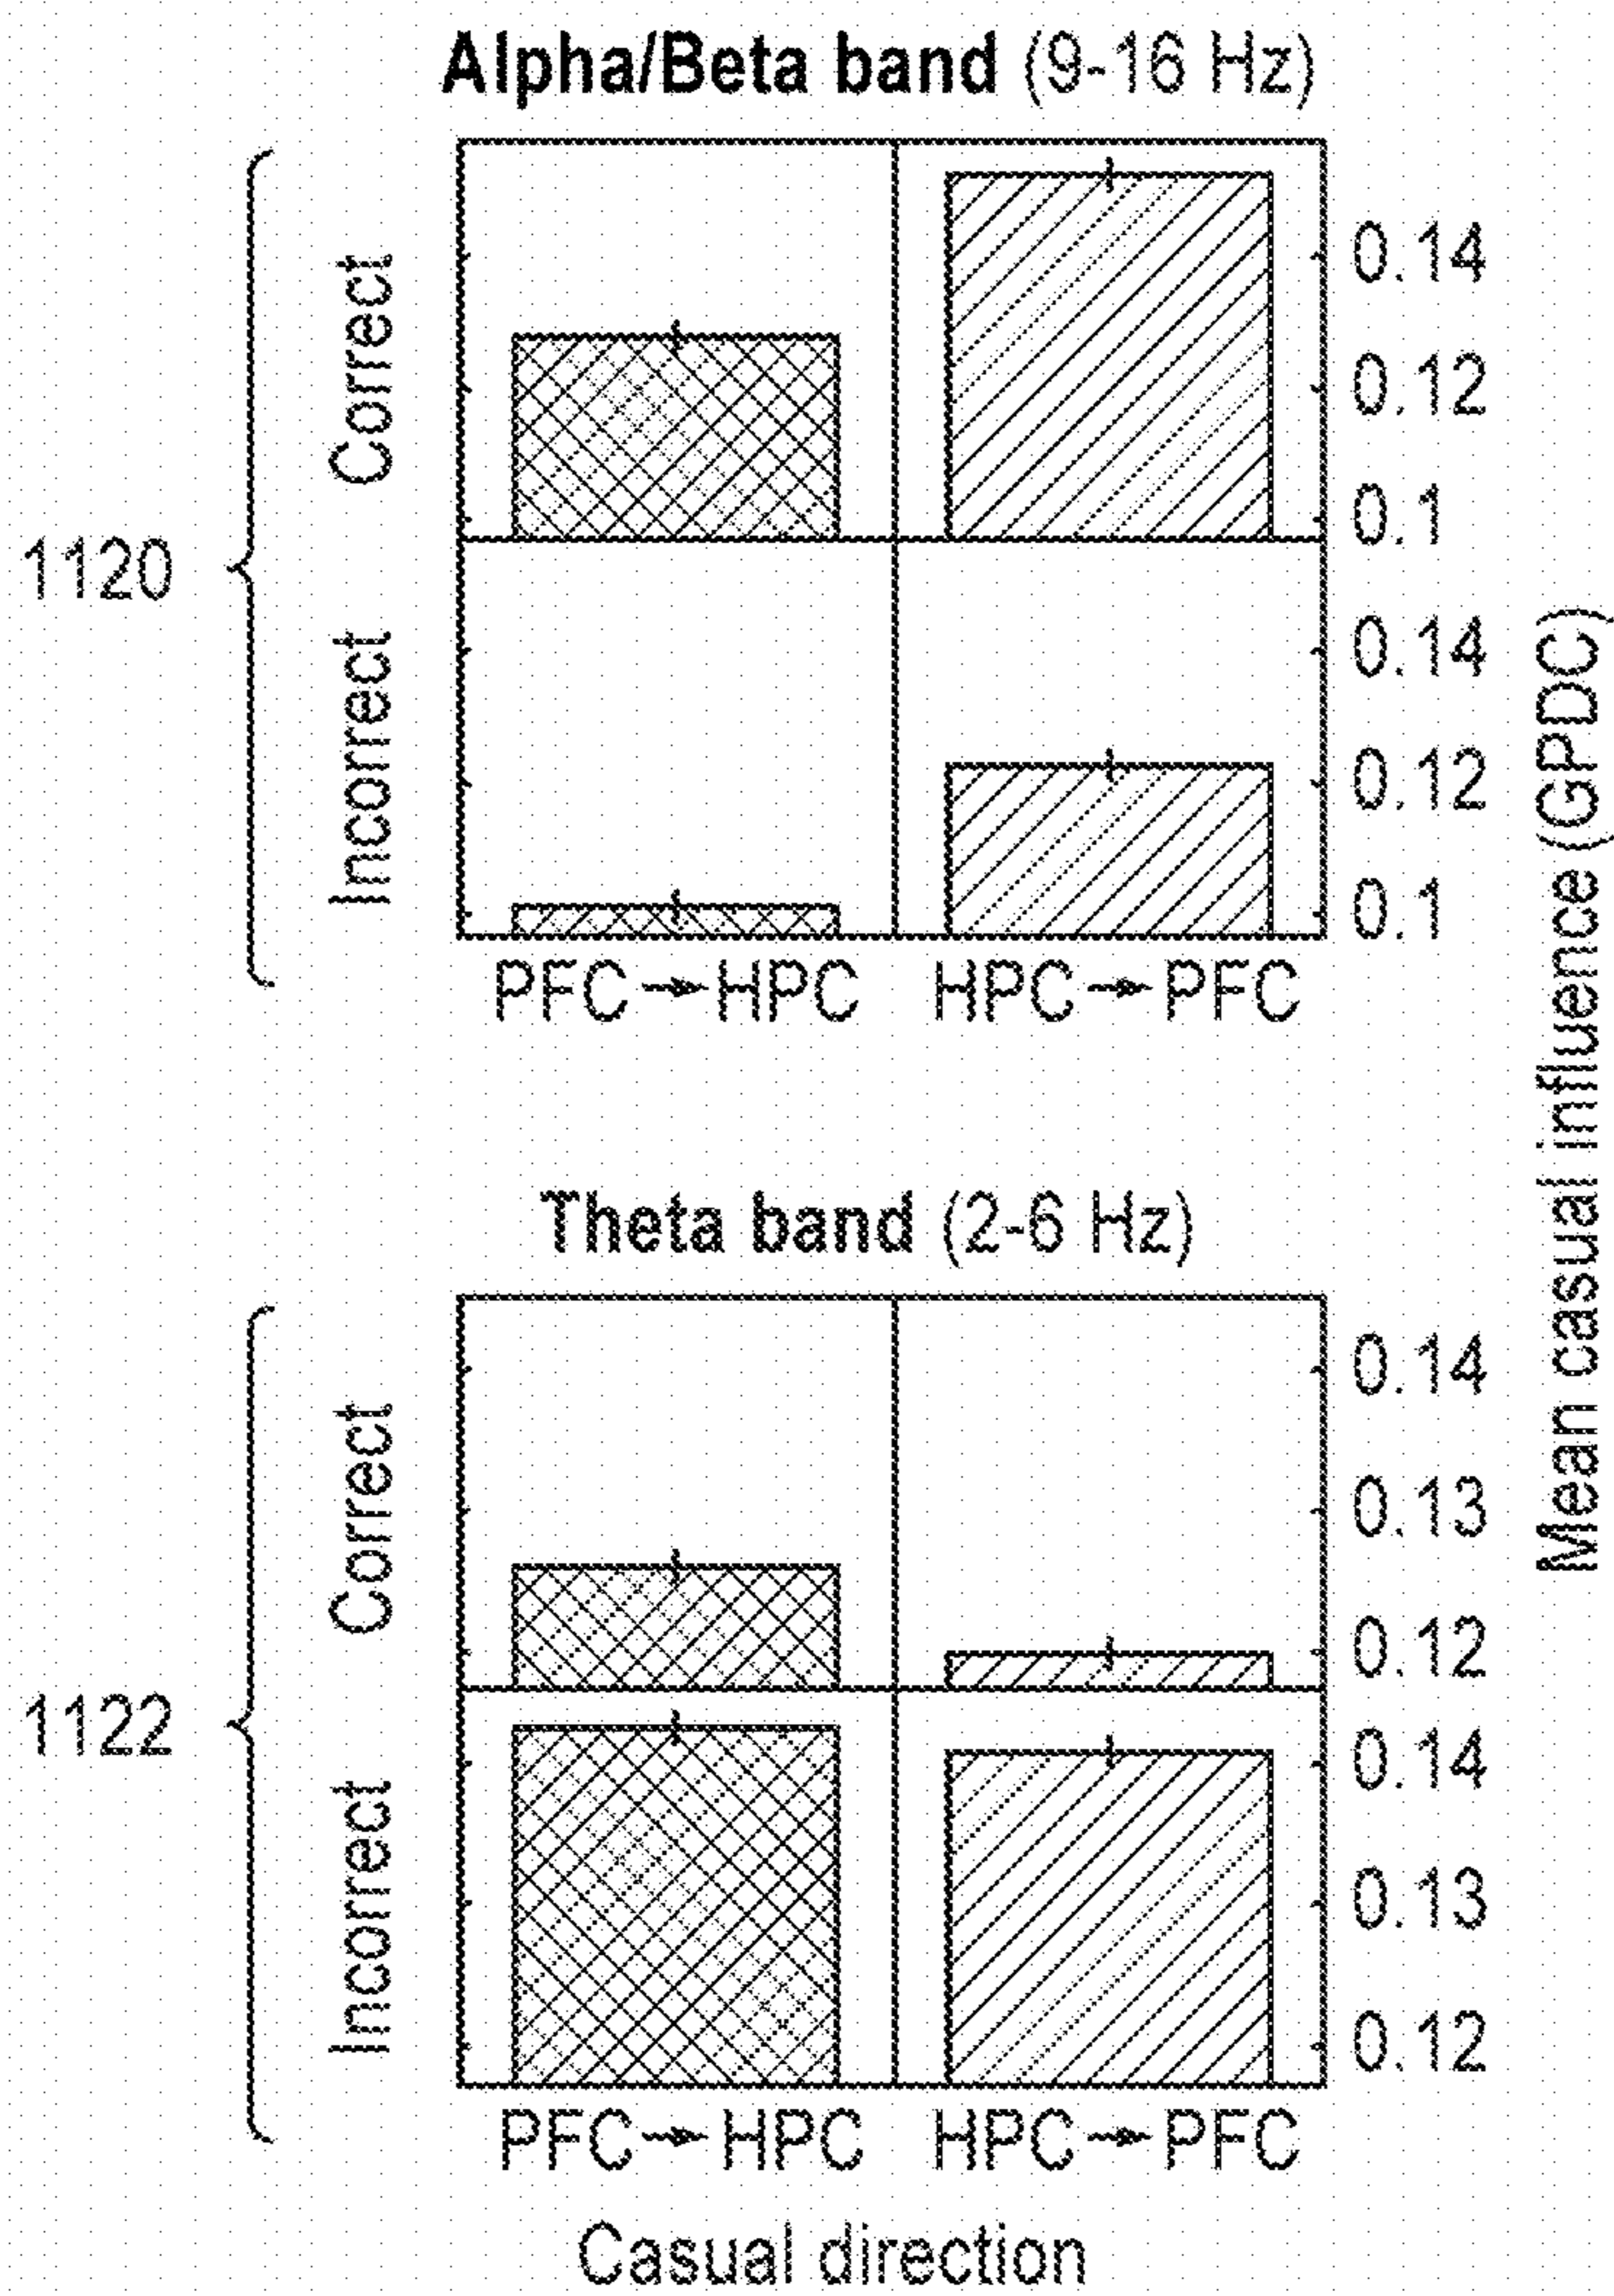 Alpha/Beta band (9-16 Hz)
1120
Correct
0.14
0.12
0.1
Incorrect
0.14
0.12
0.1
PFC→HPC HPC→PFC
Theta band (2-6 Hz)
1122
Correct
0.14
0.13
0.12
Incorrect
0.14
0.13
0.12
PFC→HPC HPC→PFC
Casual direction
Mean casual influence (GPDC)